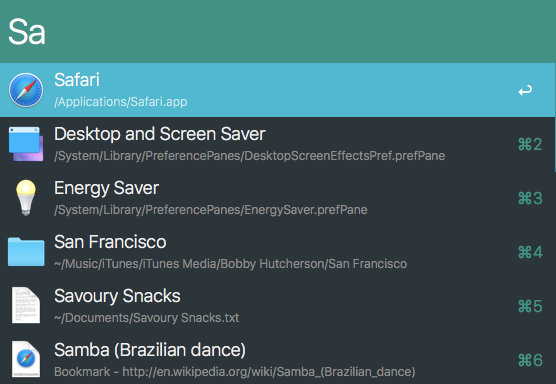 Sa
Safari
/Applications/Safari.app
↩
Desktop and Screen Saver
/System/Library/PreferencePanes/DesktopScreenEffectsPref.prefPane
⌘2
Energy Saver
/System/Library/PreferencePanes/EnergySaver.prefPane
⌘3
San Francisco
~/Music/iTunes/iTunes Media/Bobby Hutcherson/San Francisco
⌘4
Savoury Snacks
~/Documents/Savoury Snacks.txt
⌘5
Samba (Brazilian dance)
Bookmark - http://en.wikipedia.org/wiki/Samba_(Brazilian_dance)
⌘6